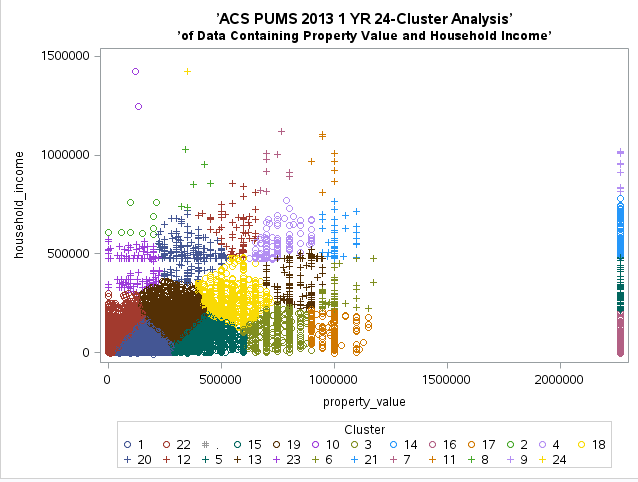 'ACS PUMS 2013 1 YR 24-Cluster Analysis'
'of Data Containing Property Value and Household Income'
1500000
1000000
500000
0
household_income
0 500000 1000000 1500000 2000000
property_value
Cluster
1 22 . 15 19 10 3 14 16 17 2 4 18
20 12 5 13 23 6 21 7 11 8 9 24